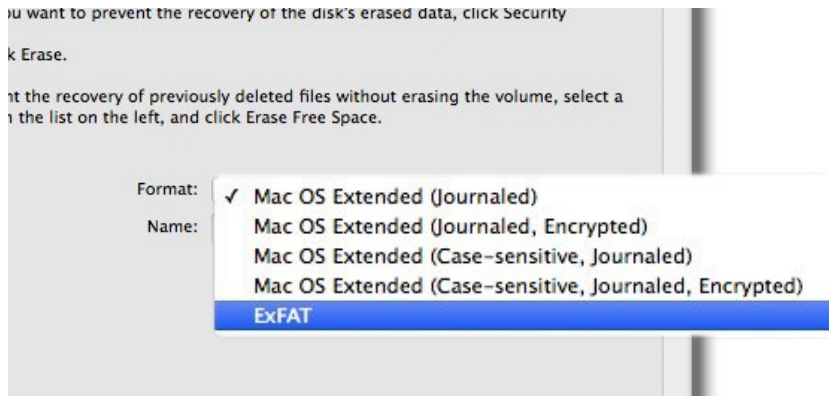 ou want to prevent the recovery of the disk's erased data, click Security
k Erase.
nt the recovery of previously deleted files without erasing the volume, select a
n the list on the left, and click Erase Free Space.
Format:
✓ Mac OS Extended (Journaled)
Name:
Mac OS Extended (Journaled, Encrypted)
Mac OS Extended (Case-sensitive, Journaled)
Mac OS Extended (Case-sensitive, Journaled, Encrypted)
ExFAT